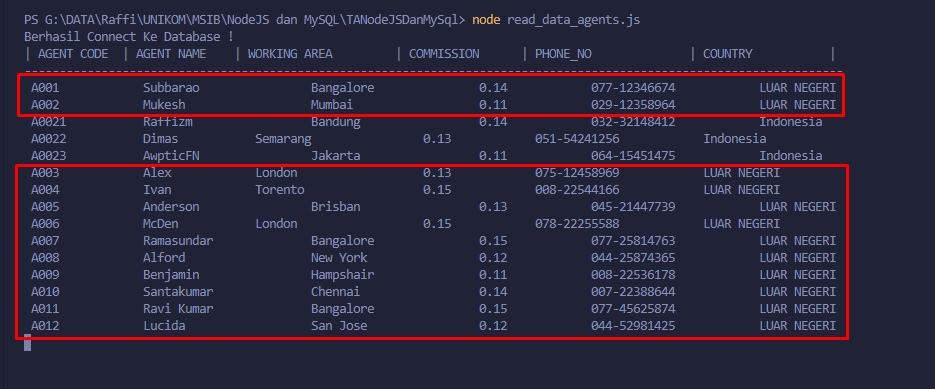 PS G:\DATA\Raffi\UNIKOM\MSIB\NodeJS dan MySQL\TANodeJSDanMySql> node read_data_agents.js
Berhasil Connect Ke Database !
| AGENT CODE | AGENT NAME | WORKING AREA | COMMISSION | PHONE_NO | COUNTRY |
--------------------------------------------------------------------------------------------------------------------
A001 Subbarao Bangalore 0.14 077-12346674 LUAR NEGERI
A002 Mukesh Mumbai 0.11 029-12358964 LUAR NEGERI
A0021 Raffizm Bandung 0.14 032-32148412 Indonesia
A0022 Dimas Semarang 0.13 051-54241256 Indonesia
A0023 AwpticFN Jakarta 0.11 064-15451475 Indonesia
A003 Alex London 0.13 075-12458969 LUAR NEGERI
A004 Ivan Torento 0.15 008-22544166 LUAR NEGERI
A005 Anderson Brisban 0.13 045-21447739 LUAR NEGERI
A006 McDen London 0.15 078-22255588 LUAR NEGERI
A007 Ramasundar Bangalore 0.15 077-25814763 LUAR NEGERI
A008 Alford New York 0.12 044-25874365 LUAR NEGERI
A009 Benjamin Hampshair 0.11 008-22536178 LUAR NEGERI
A010 Santakumar Chennai 0.14 007-22388644 LUAR NEGERI
A011 Ravi Kumar Bangalore 0.15 077-45625874 LUAR NEGERI
A012 Lucida San Jose 0.12 044-52981425 LUAR NEGERI